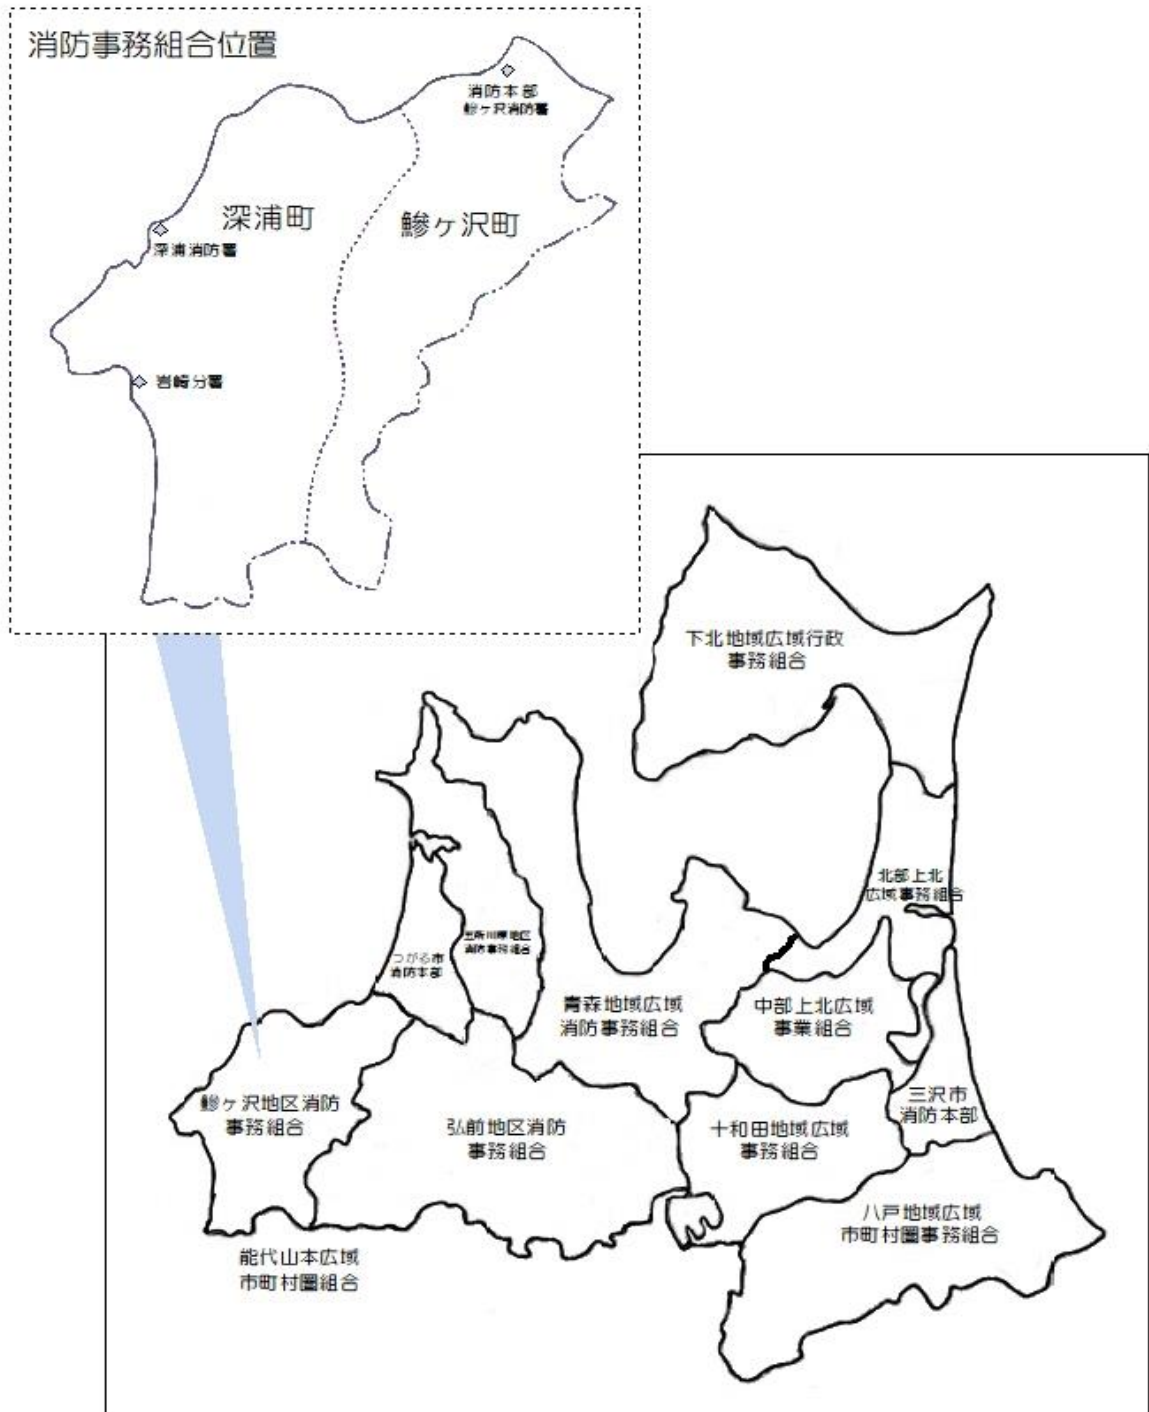 消防事務組合位置
消防本部
鰺ヶ沢消防署
深浦町
鰺ヶ沢町
深浦消防署
岩崎分署
下北地域広域行政
事務組合
北部上北
広域事務組合
五所川原地区
消防事務組合
つがる市
消防本部
青森地域広域
消防事務組合
中部上北広域
事業組合
鰺ヶ沢地区消防
事務組合
弘前地区消防
事務組合
十和田地域広域
事務組合
三沢市
消防本部
八戸地域広域
市町村圏事務組合
能代山本広域
市町村圏組合